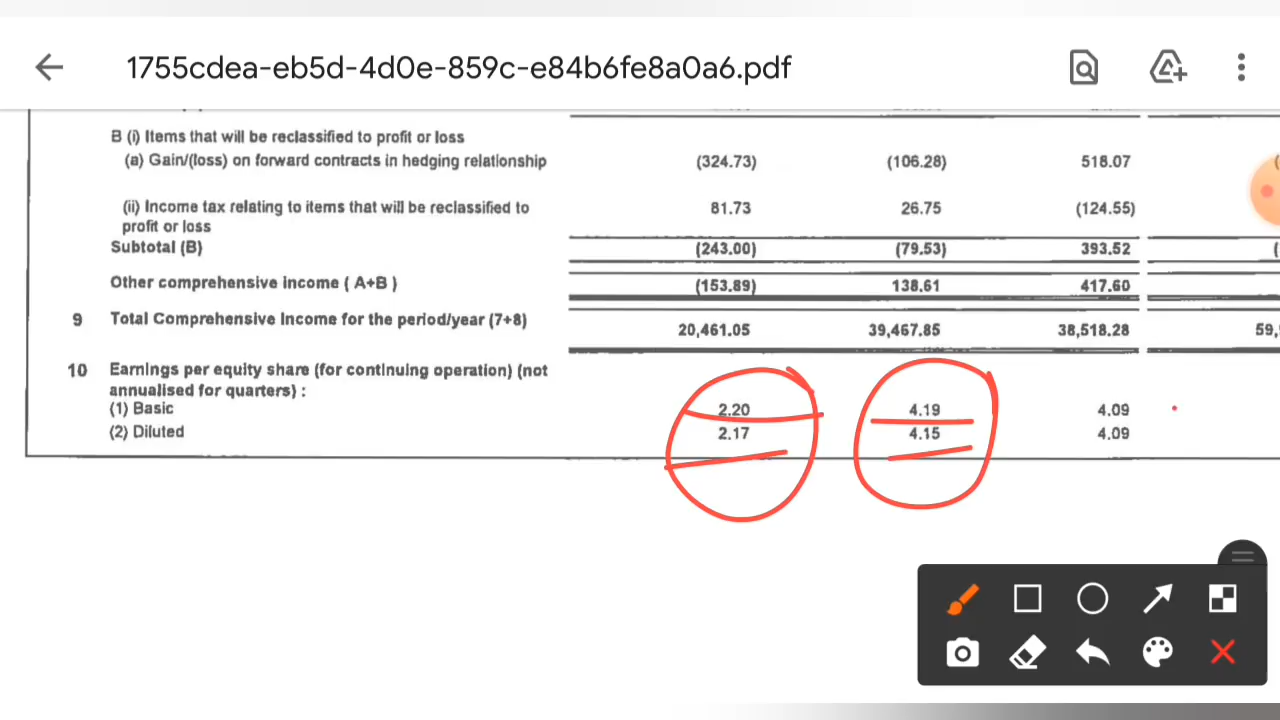 1755cdea-eb5d-4d0e-859c-e84b6fe8a0a6.pdf
B (i) Items that will be reclassified to profit or loss
(a) Gain/(loss) on forward contracts in hedging relationship (324.73) (106.28) 518.07
(ii) Income tax relating to items that will be reclassified to 81.73 26.75 (124.55)
profit or loss
Subtotal (B) (243.00) (79.53) 393.52
Other comprehensive income ( A+B ) (153.89) 138.61 417.60
9 Total Comprehensive Income for the period/year (7+8) 20,461.05 39,467.85 38,518.28 59,
10 Earnings per equity share (for continuing operation) (not
annualised for quarters) :
(1) Basic 2.20 4.19 4.09
(2) Diluted 2.17 4.15 4.09